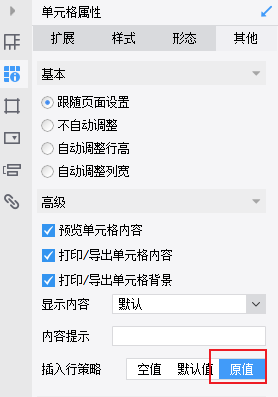 单元格属性
扩展 样式 形态 其他
基本
跟随页面设置
不自动调整
自动调整行高
自动调整列宽
高级
预览单元格内容
打印/导出单元格内容
打印/导出单元格背景
显示内容 默认
内容提示
插入行策略 空值 默认值 原值